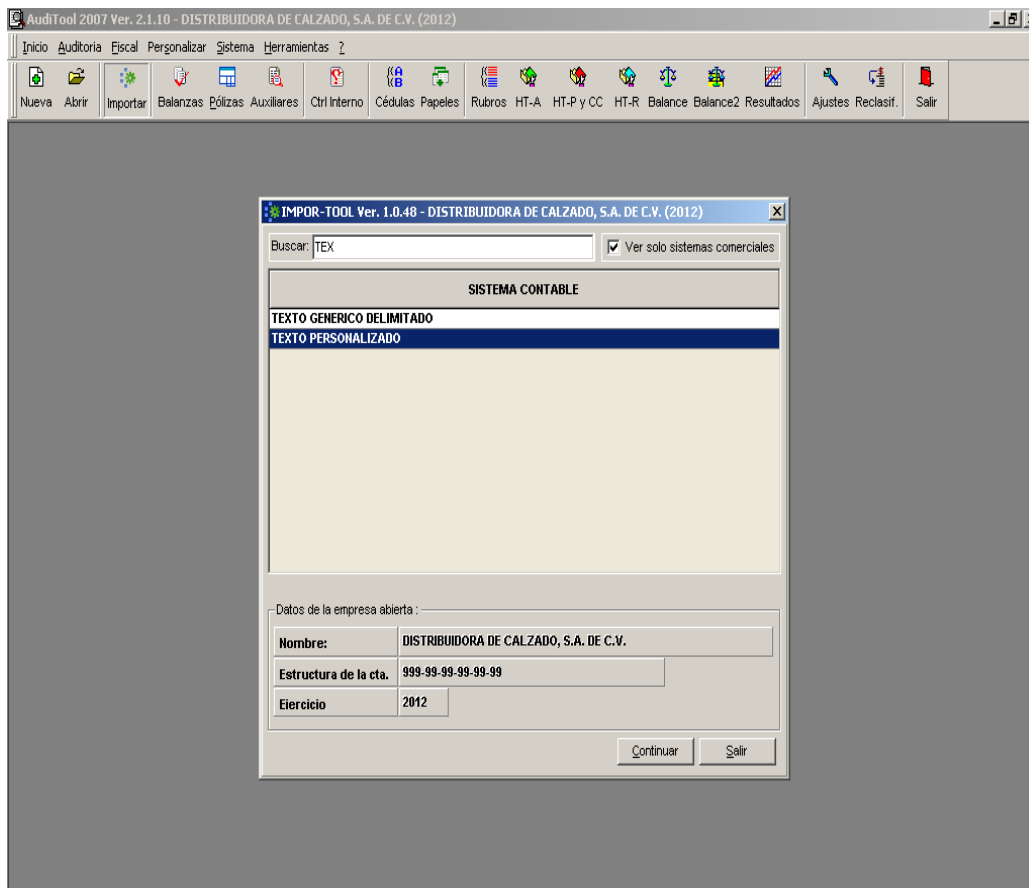 AudiTool 2007 Ver. 2.1.10 - DISTRIBUIDORA DE CALZADO, S.A. DE C.V. (2012)
Inicio Auditoria Fiscal Personalizar Sistema Herramientas ?
Nueva Abrir Importar Balanzas Pólizas Auxiliares Ctrl Interno Cédulas Papeles Rubros HT-A HT-P y CC HT-R Balance Balance2 Resultados Ajustes Reclasif. Salir
IMPOR-TOOL Ver. 1.0.48 - DISTRIBUIDORA DE CALZADO, S.A. DE C.V. (2012)
Buscar: TEX Ver solo sistemas comerciales
SISTEMA CONTABLE
TEXTO GENERICO DELIMITADO
TEXTO PERSONALIZADO
Datos de la empresa abierta :
Nombre: DISTRIBUIDORA DE CALZADO, S.A. DE C.V.
Estructura de la cta. 999-99-99-99-99-99
Ejercicio 2012
Continuar Salir